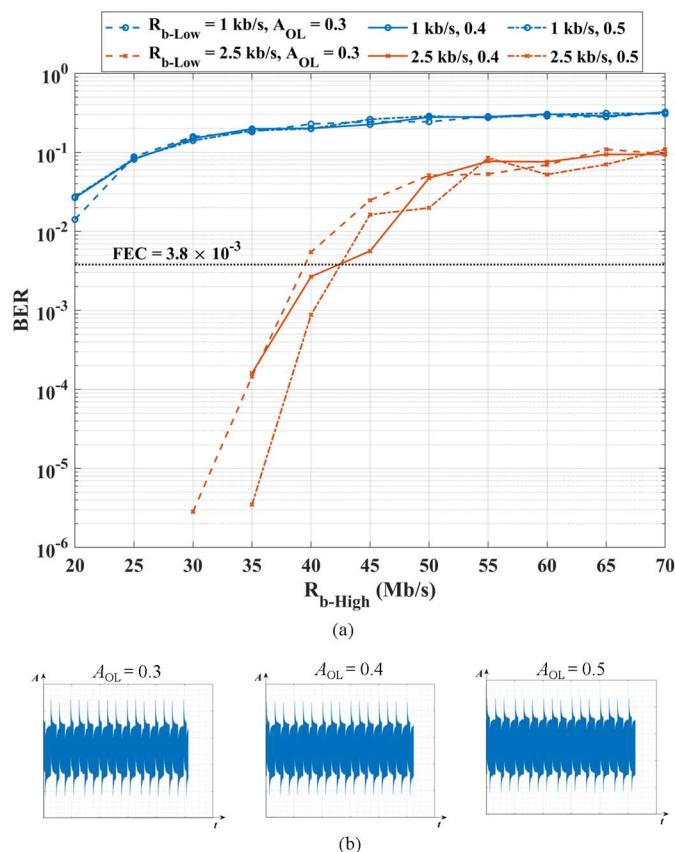 R_b-Low = 1 kb/s, A_OL = 0.3 1 kb/s, 0.4 1 kb/s, 0.5
R_b-Low = 2.5 kb/s, A_OL = 0.3 2.5 kb/s, 0.4 2.5 kb/s, 0.5
10^0
10^-1
10^-2
FEC = 3.8 × 10^-3
10^-3
10^-4
10^-5
10^-6
BER
20 25 30 35 40 45 50 55 60 65 70
R_b-High (Mb/s)
(a)
A_OL = 0.3 A_OL = 0.4 A_OL = 0.5
A A A
t t t
(b)